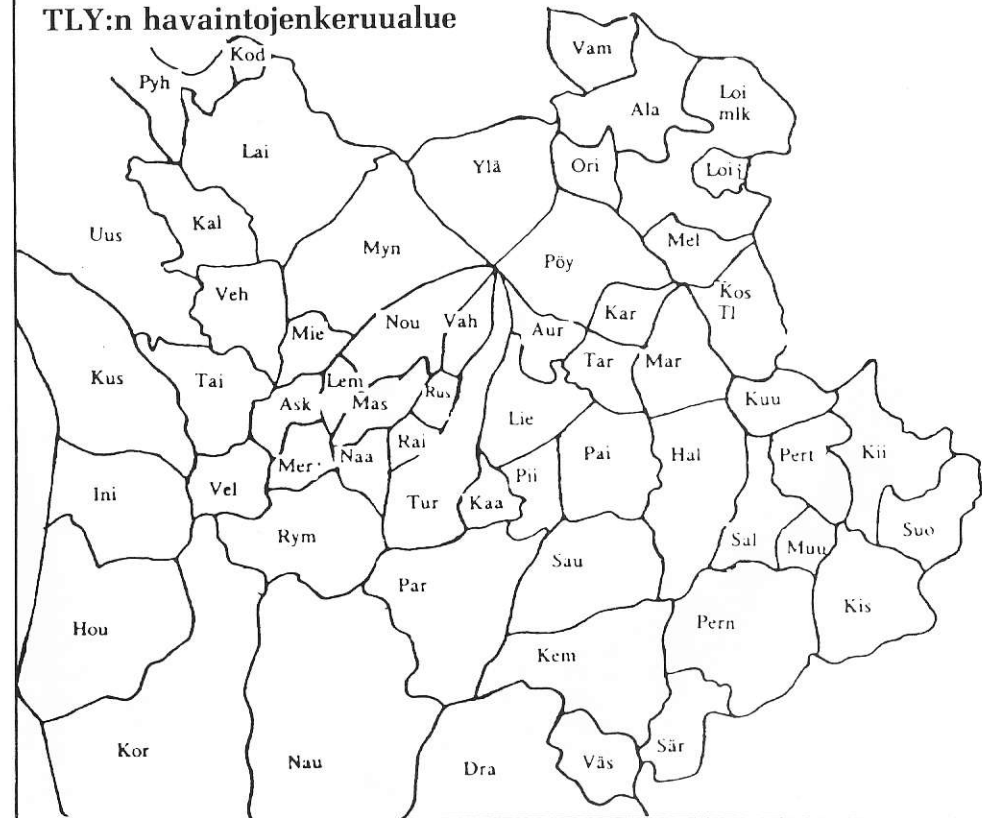 TLY:n havaintojenkeruualue
Kod
Vam
Pyh
Loi
mlk
Ala
Lai
Ylä
Ori
Loi
Kal
Uus
Mel
Myn
Pöy
Veh
Kos
Tl
Nou
Vah
Kar
Mie
Aur
Tar
Mar
Kus
Tai
Lem
Rus
Ask
Mas
Kuu
Lie
Rai
Naa
Pai
Hal
Pert
Kii
Mer
Pii
Ini
Vel
Tur
Kaa
Suo
Rym
Sal
Muu
Sau
Par
Kis
Hou
Pern
Kem
Kor
Nau
Dra
Väs
Sär